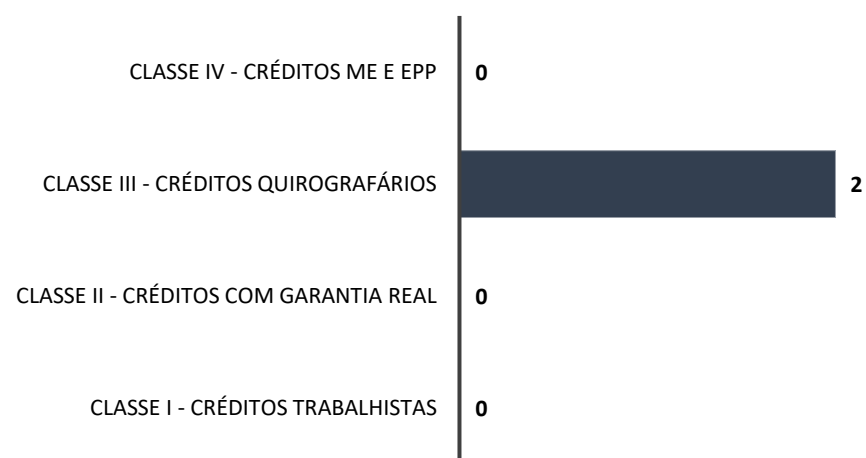 CLASSE IV - CRÉDITOS ME E EPP 0
CLASSE III - CRÉDITOS QUIROGRAFÁRIOS 2
CLASSE II - CRÉDITOS COM GARANTIA REAL 0
CLASSE I - CRÉDITOS TRABALHISTAS 0